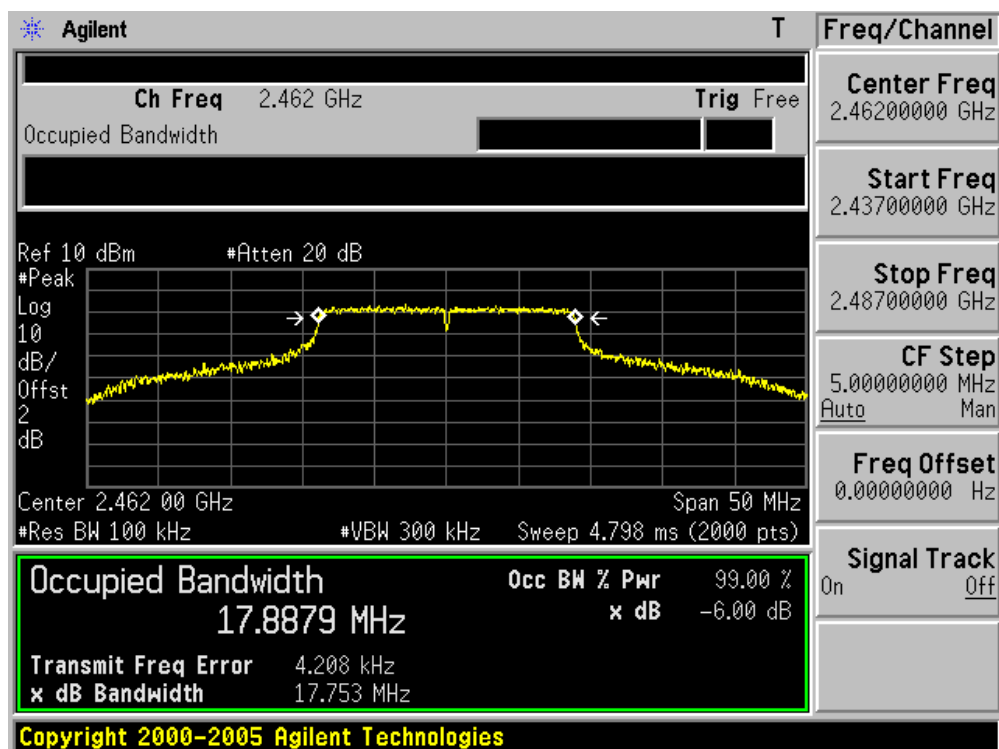 Agilent T
Freq/Channel
Ch Freq 2.462 GHz Trig Free
Occupied Bandwidth
Center Freq
2.46200000 GHz
Start Freq
2.43700000 GHz
Stop Freq
2.48700000 GHz
CF Step
5.00000000 MHz
Auto Man
Freq Offset
0.00000000 Hz
Signal Track
On Off
Ref 10 dBm #Atten 20 dB
#Peak
Log
10
dB/
Offst
2
dB
Center 2.462 00 GHz Span 50 MHz
#Res BW 100 kHz #VBW 300 kHz Sweep 4.798 ms (2000 pts)
Occupied Bandwidth
17.8879 MHz
Occ BW % Pwr 99.00 %
x dB -6.00 dB
Transmit Freq Error 4.208 kHz
x dB Bandwidth 17.753 MHz
Copyright 2000-2005 Agilent Technologies